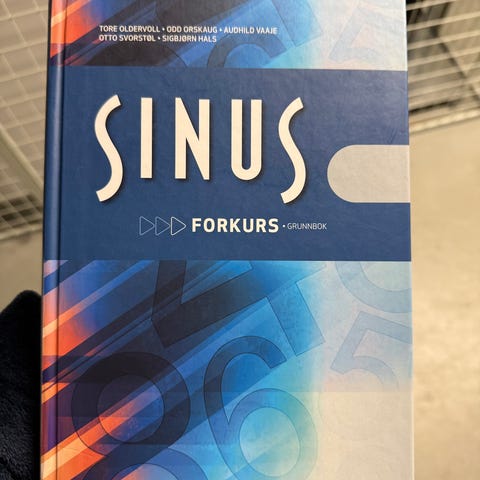 TORE OLDERVOLL • ODD ORSKAUG • AUDHILD VAAJE
OTTO SVORSTØL • SIGBJØRN HALS
SINUS
FORKURS • GRUNNBOK